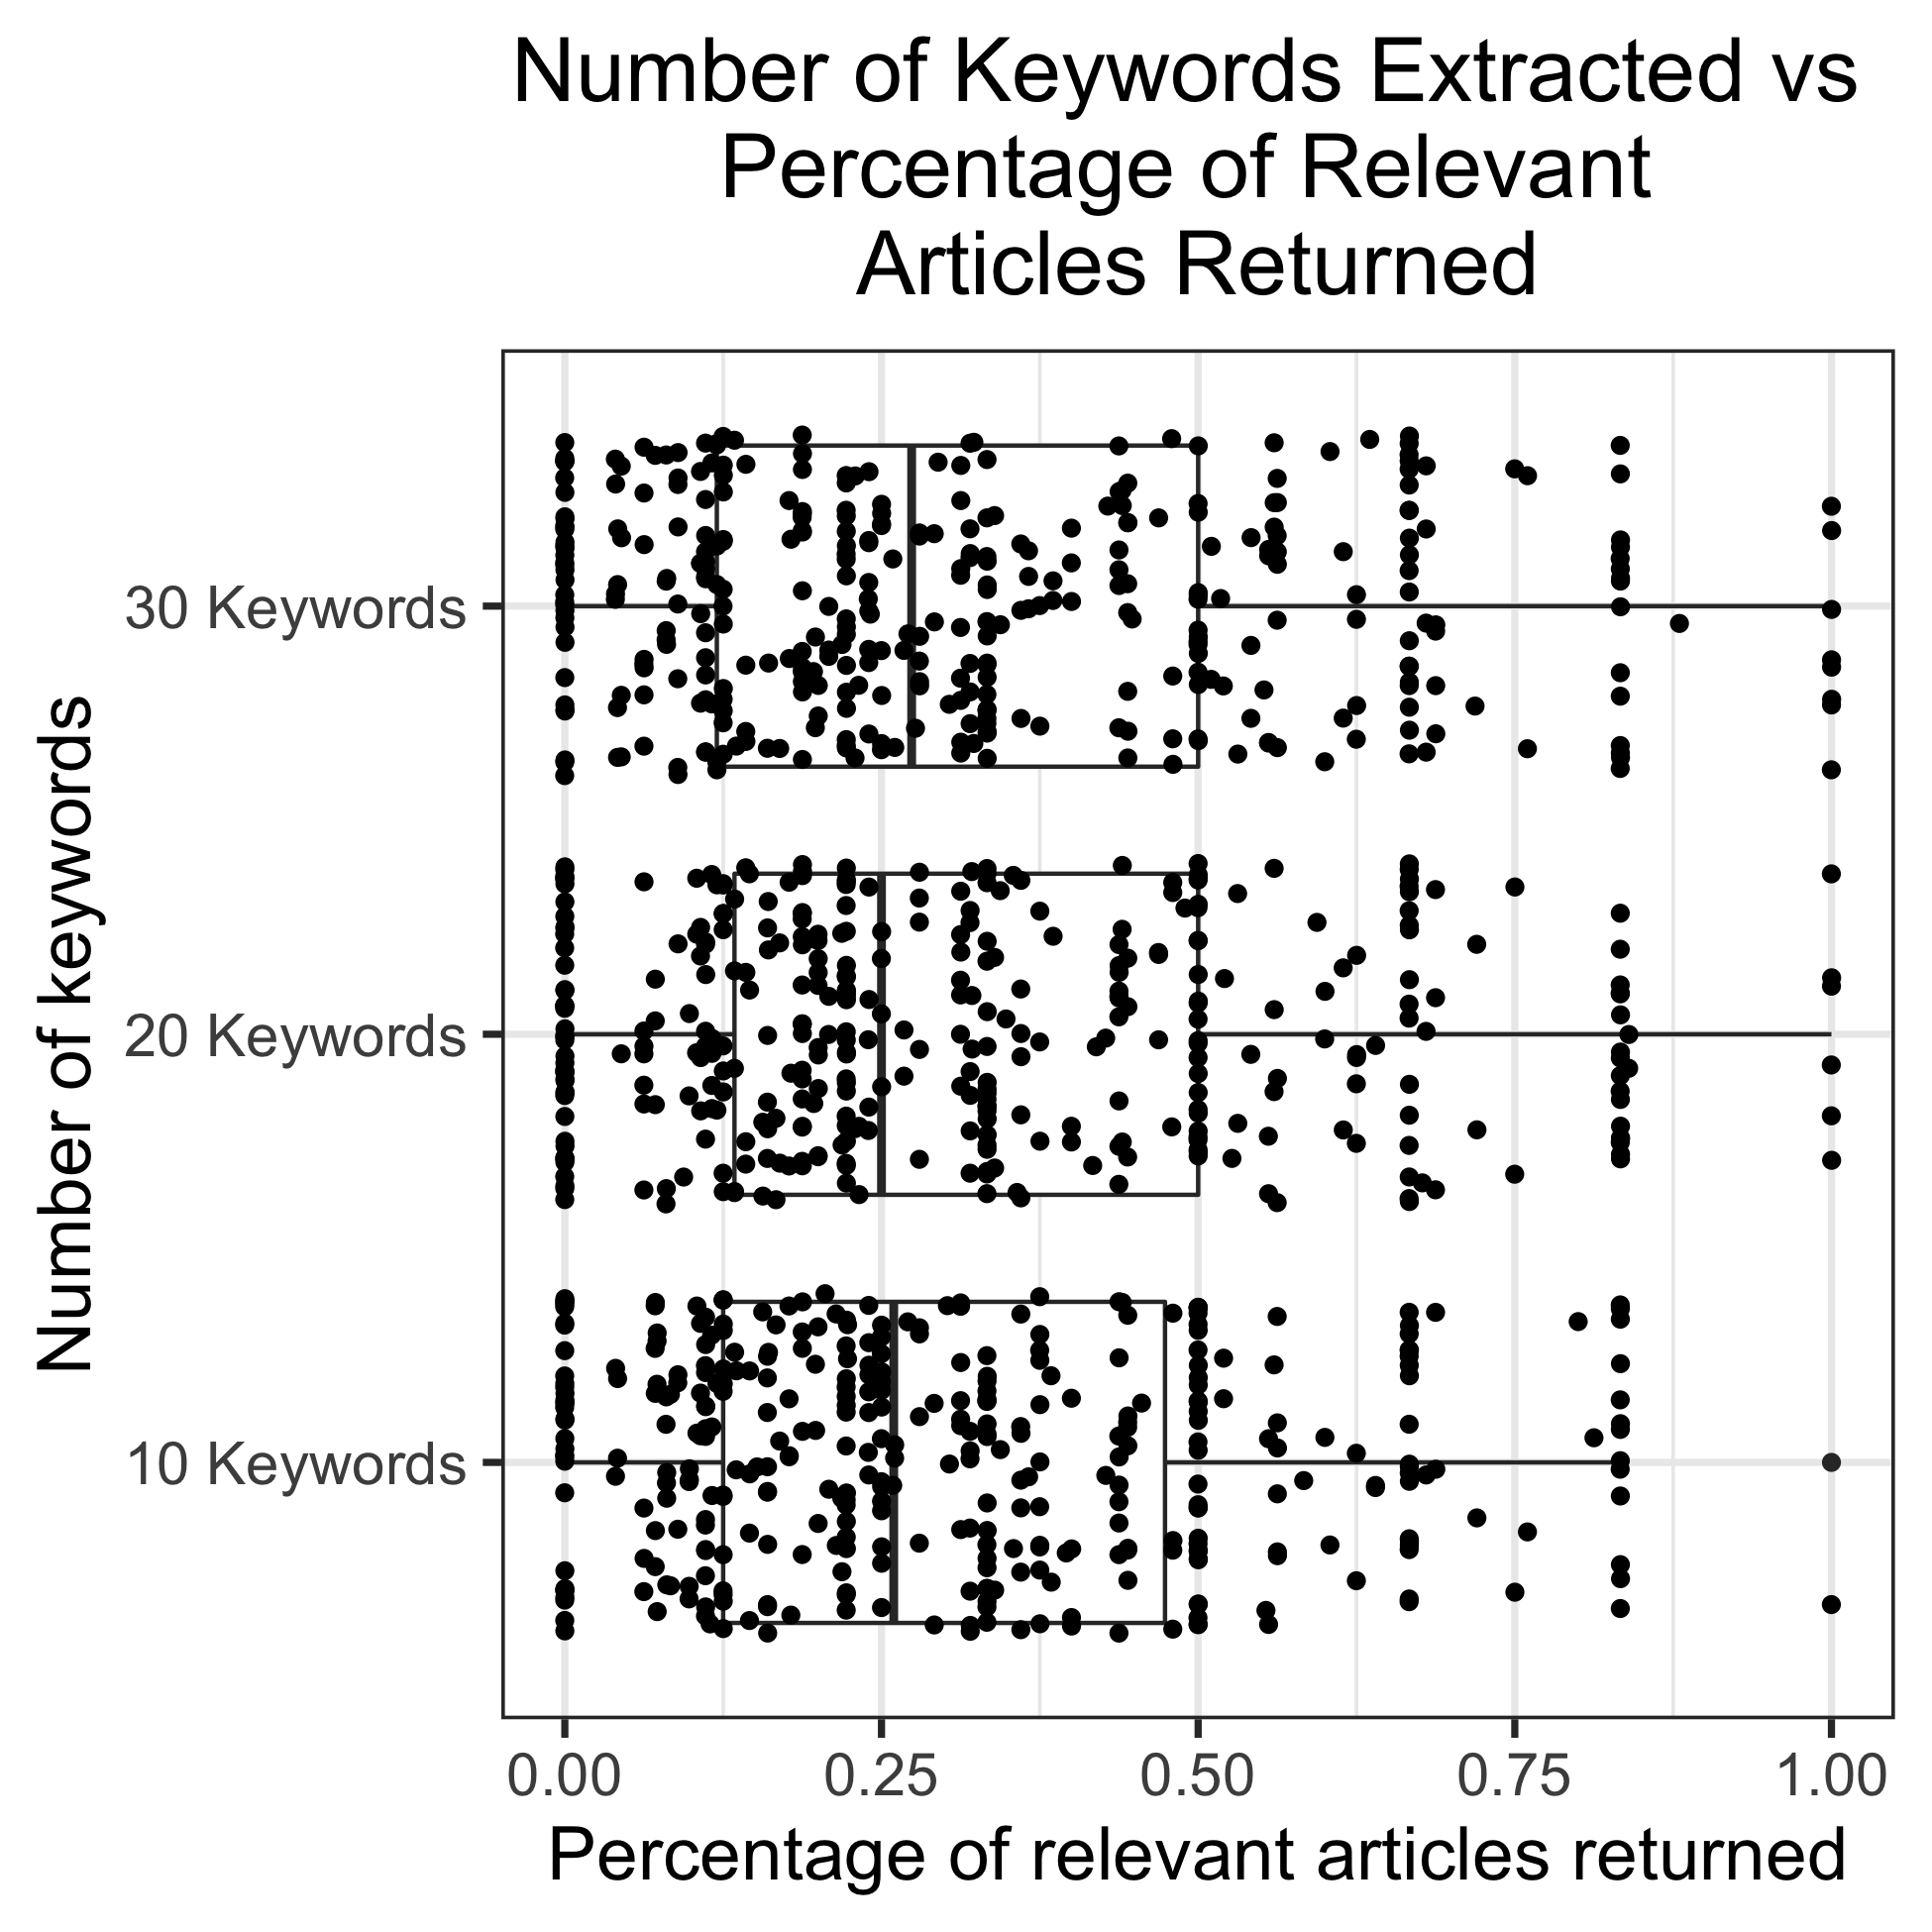 Number of Keywords Extracted vs
Percentage of Relevant
Articles Returned
Number of keywords
30 Keywords
20 Keywords
10 Keywords
0.00 0.25 0.50 0.75 1.00
Percentage of relevant articles returned